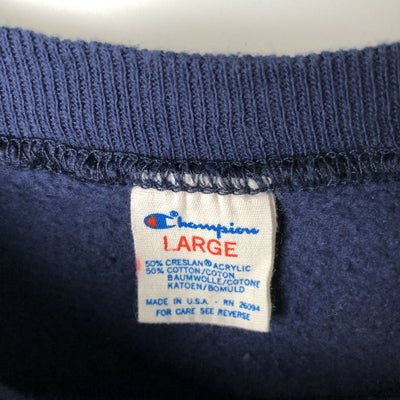 Champion
LARGE
50% CRESLAN® ACRYLIC
50% COTTON/COTON
BAUMWOLLE/COTONE
KATOEN/BOMULD
MADE IN U.S.A. - RN 26094
FOR CARE SEE REVERSE